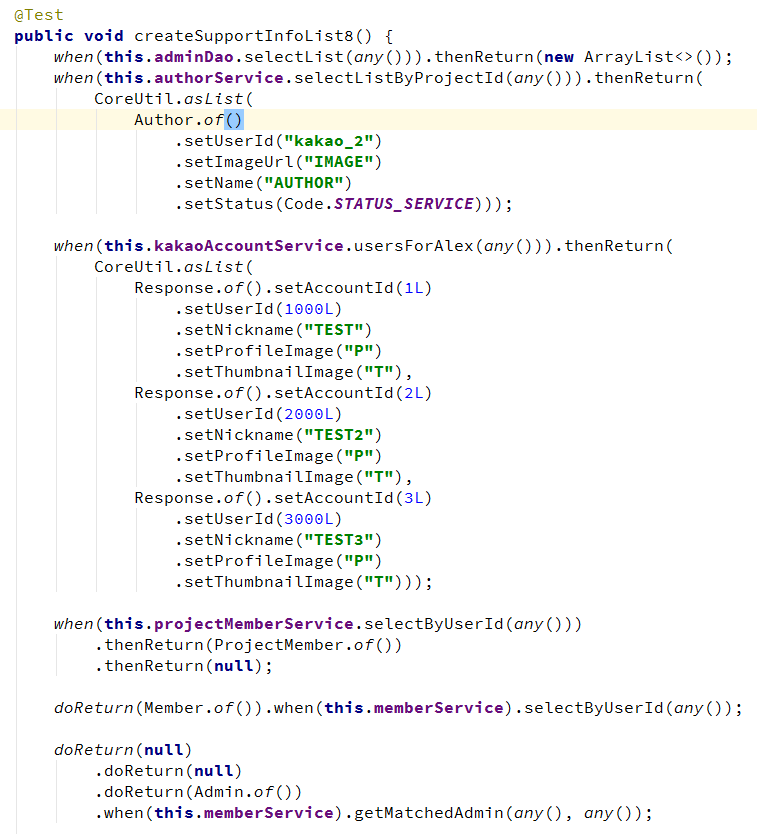 @Test
public void createSupportInfoList8() {
when(this.adminDao.selectList(any())).thenReturn(new ArrayList<>());
when(this.authorService.selectListByProjectId(any())).thenReturn(
CoreUtil.asList(
Author.of()
.setUserId("kakao_2")
.setImageUrl("IMAGE")
.setName("AUTHOR")
.setStatus(Code.STATUS_SERVICE)));
when(this.kakaoAccountService.usersForAlex(any())).thenReturn(
CoreUtil.asList(
Response.of().setAccountId(1L)
.setUserId(1000L)
.setNickname("TEST")
.setProfileImage("P")
.setThumbnailImage("T"),
Response.of().setAccountId(2L)
.setUserId(2000L)
.setNickname("TEST2")
.setProfileImage("P")
.setThumbnailImage("T"),
Response.of().setAccountId(3L)
.setUserId(3000L)
.setNickname("TEST3")
.setProfileImage("P")
.setThumbnailImage("T")));
when(this.projectMemberService.selectByUserId(any()))
.thenReturn(ProjectMember.of())
.thenReturn(null);
doReturn(Member.of()).when(this.memberService).selectByUserId(any());
doReturn(null)
.doReturn(null)
.doReturn(Admin.of())
.when(this.memberService).getMatchedAdmin(any(), any());